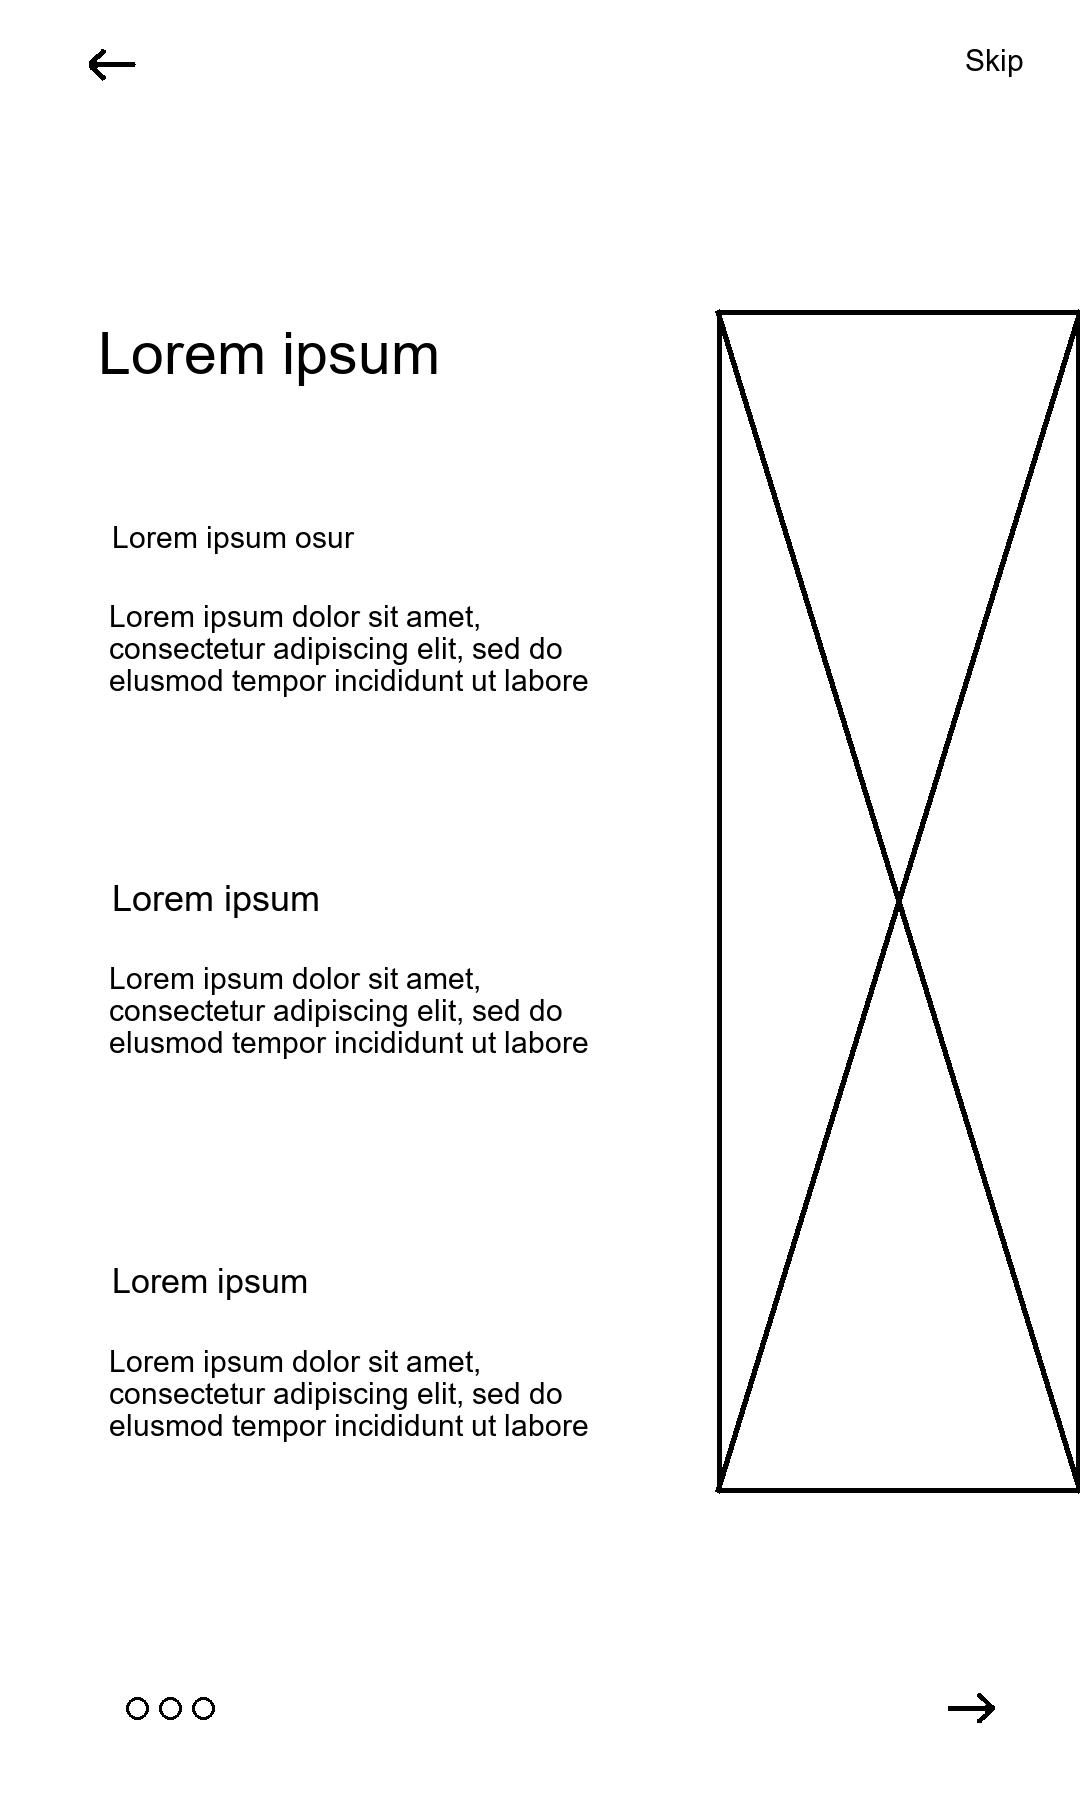 Skip
Lorem ipsum
Lorem ipsum osur
Lorem ipsum dolor sit amet,
consectetur adipiscing elit, sed do
elusmod tempor incididunt ut labore
Lorem ipsum
Lorem ipsum dolor sit amet,
consectetur adipiscing elit, sed do
elusmod tempor incididunt ut labore
Lorem ipsum
Lorem ipsum dolor sit amet,
consectetur adipiscing elit, sed do
elusmod tempor incididunt ut labore